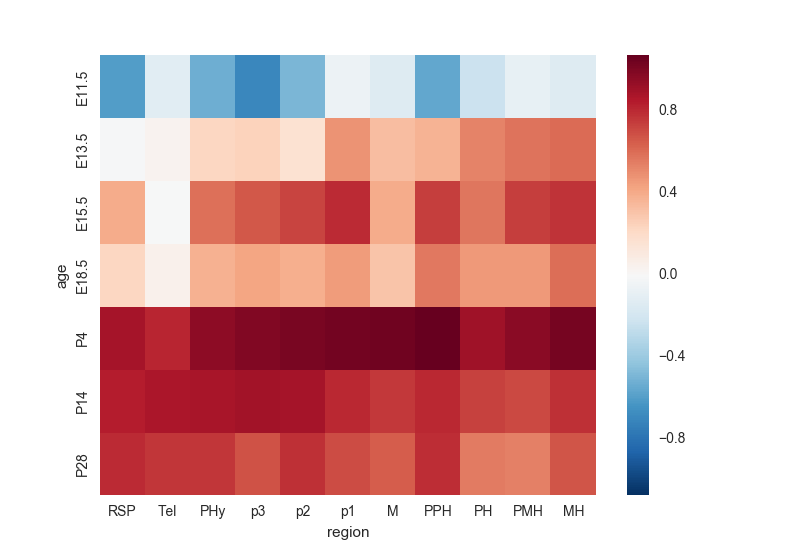 age
E11.5
E13.5
E15.5
E18.5
P4
P14
P28
RSP Tel PHy p3 p2 p1 M PPH PH PMH MH
region
0.8
0.4
0.0
−0.4
−0.8